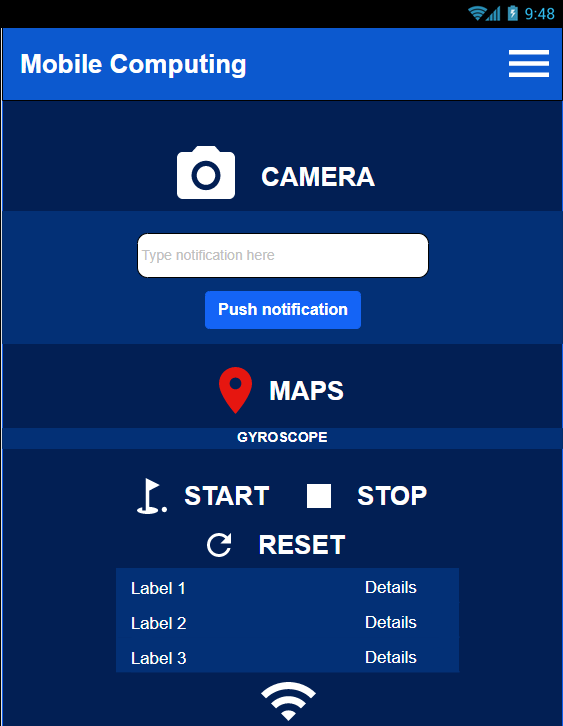 9:48
Mobile Computing
CAMERA
Type notification here
Push notification
MAPS
GYROSCOPE
START STOP
RESET
Label 1 Details
Label 2 Details
Label 3 Details